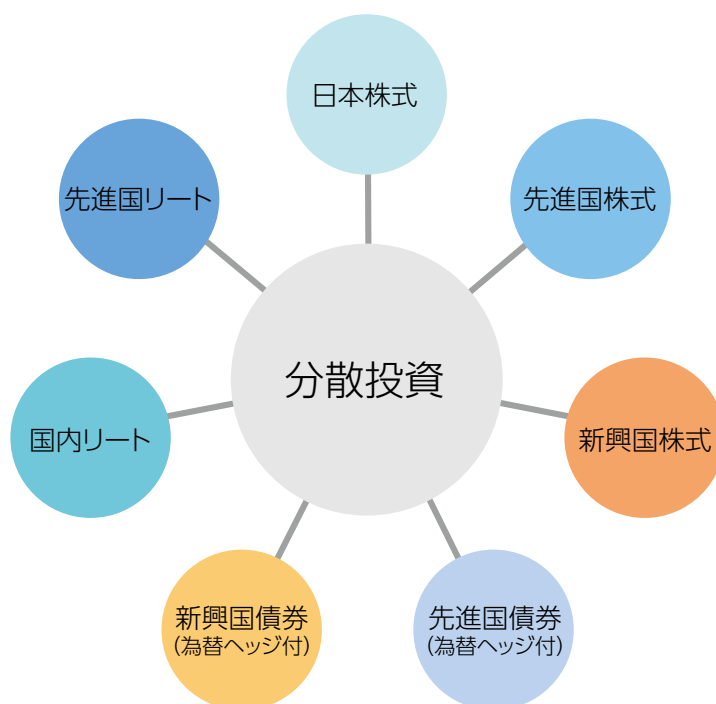 日本株式
先進国リート
先進国株式
分散投資
国内リート
新興国株式
新興国債券
(為替ヘッジ付)
先進国債券
(為替ヘッジ付)